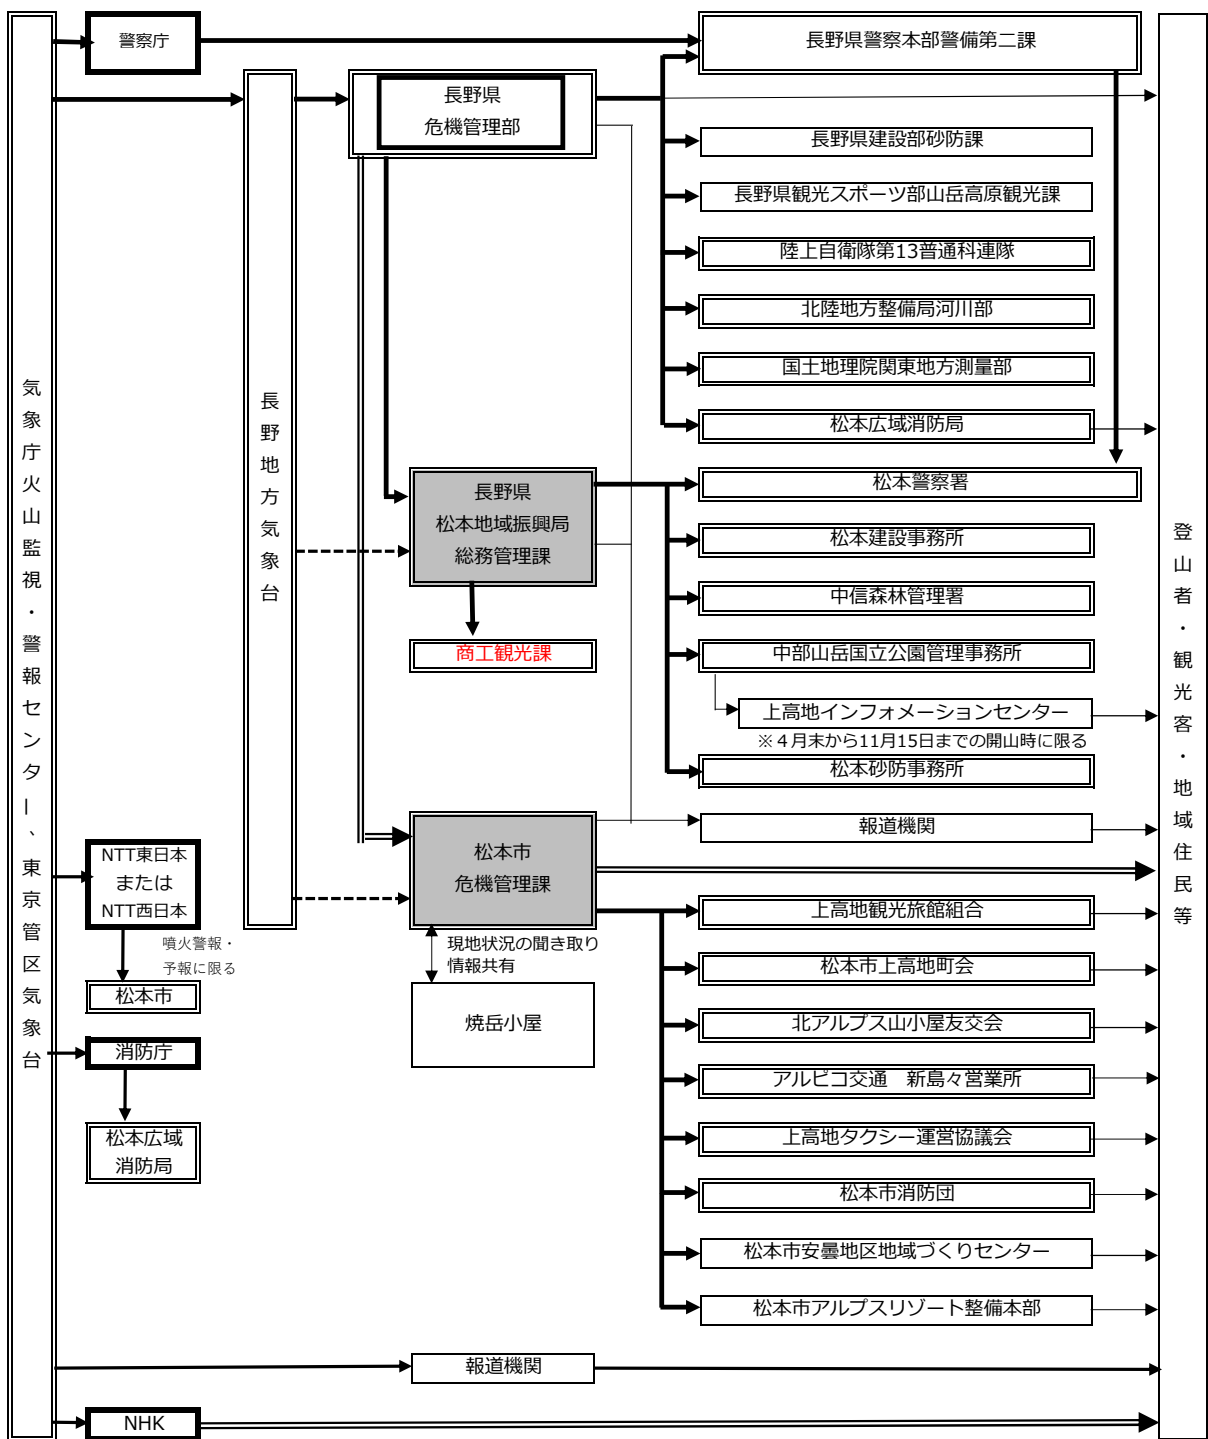 気象庁火山監視・警報センター、東京管区気象台
警察庁
長野県警察本部警備第二課
長野地方気象台
長野県
危機管理部
長野県建設部砂防課
長野県観光スポーツ部山岳高原観光課
陸上自衛隊第13普通科連隊
北陸地方整備局河川部
国土地理院関東地方測量部
松本広域消防局
長野県
松本地域振興局
総務管理課
松本警察署
松本建設事務所
中信森林管理署
商工観光課
中部山岳国立公園管理事務所
上高地インフォメーションセンター
※４月末から11月15日までの開山時に限る
松本砂防事務所
報道機関
松本市
危機管理課
NTT東日本
または
NTT西日本
噴火警報・
予報に限る
松本市
現地状況の聞き取り
情報共有
焼岳小屋
消防庁
松本広域
消防局
上高地観光旅館組合
松本市上高地町会
北アルプス山小屋友交会
アルピコ交通　新島々営業所
上高地タクシー運営協議会
松本市消防団
松本市安曇地区地域づくりセンター
松本市アルプスリゾート整備本部
報道機関
NHK
登山者・観光客・地域住民等